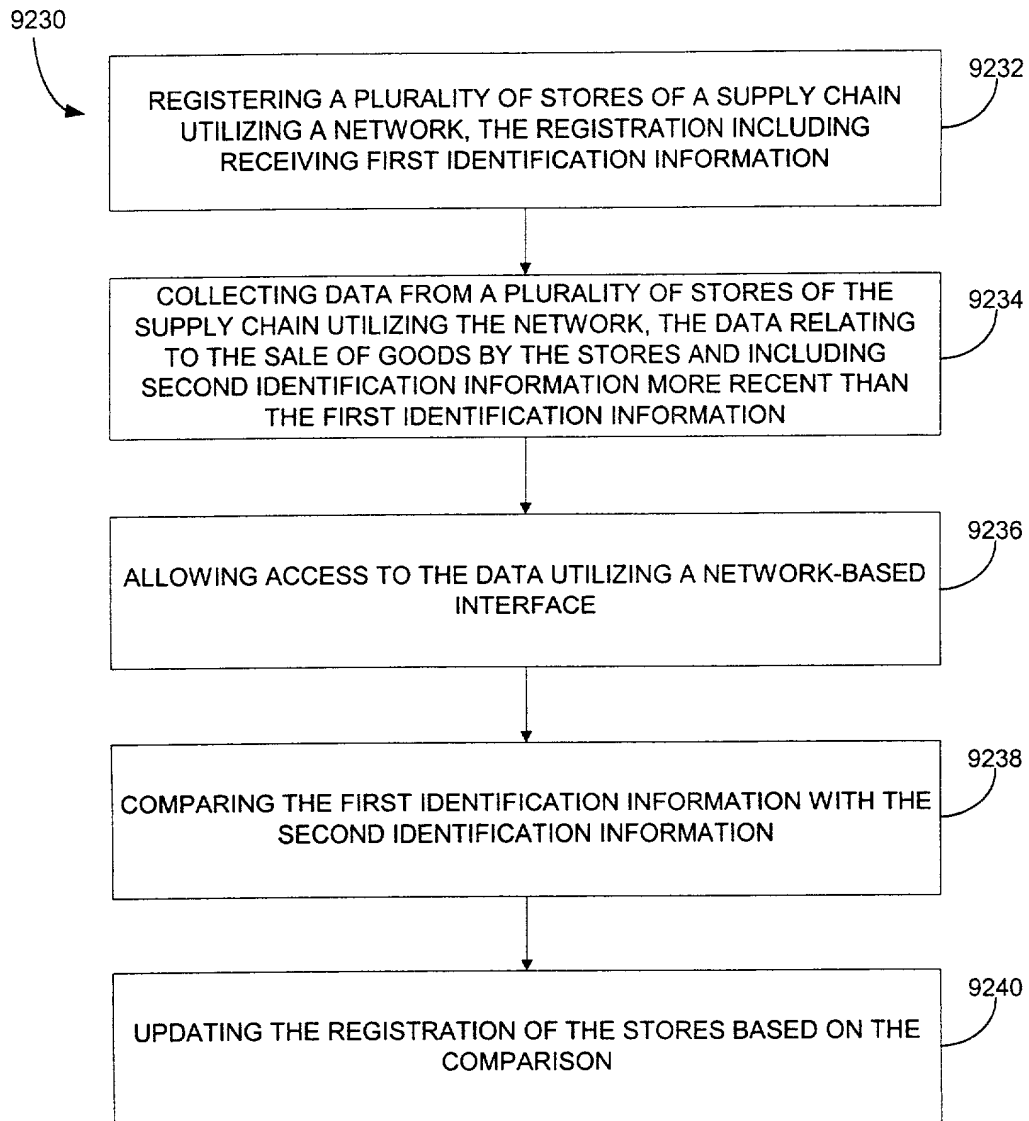 9230
9232
REGISTERING A PLURALITY OF STORES OF A SUPPLY CHAIN
UTILIZING A NETWORK, THE REGISTRATION INCLUDING
RECEIVING FIRST IDENTIFICATION INFORMATION
9234
COLLECTING DATA FROM A PLURALITY OF STORES OF THE
SUPPLY CHAIN UTILIZING THE NETWORK, THE DATA RELATING
TO THE SALE OF GOODS BY THE STORES AND INCLUDING
SECOND IDENTIFICATION INFORMATION MORE RECENT THAN
THE FIRST IDENTIFICATION INFORMATION
9236
ALLOWING ACCESS TO THE DATA UTILIZING A NETWORK-BASED
INTERFACE
9238
COMPARING THE FIRST IDENTIFICATION INFORMATION WITH THE
SECOND IDENTIFICATION INFORMATION
9240
UPDATING THE REGISTRATION OF THE STORES BASED ON THE
COMPARISON